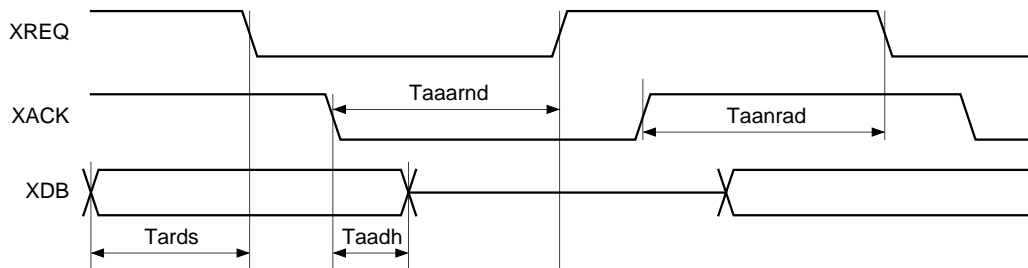 XREQ
Taaarnd
XACK
Taanrad
XDB
Tards
Taadh